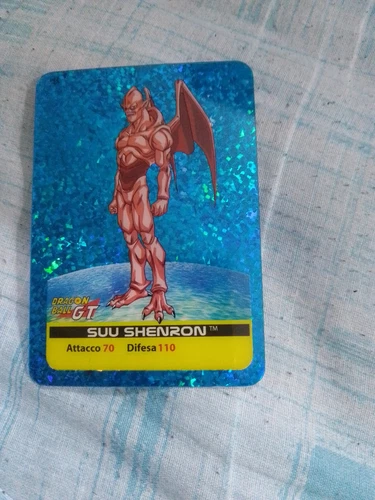 DRAGON
BALL GT
SUU SHENRON™
Attacco 70 Difesa 110